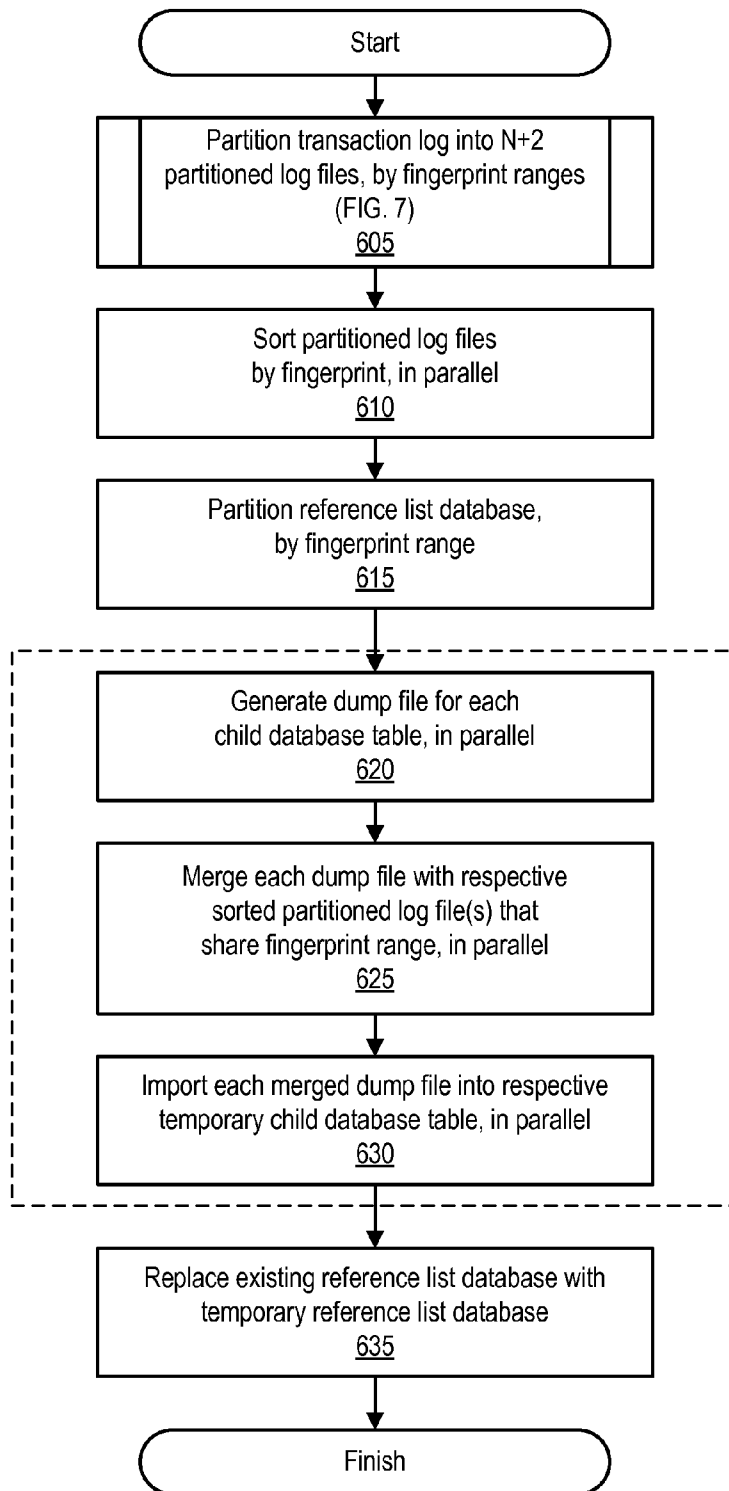 Start
Partition transaction log into N+2
partitioned log files, by fingerprint ranges
(FIG. 7)
605
Sort partitioned log files
by fingerprint, in parallel
610
Partition reference list database,
by fingerprint range
615
Generate dump file for each
child database table, in parallel
620
Merge each dump file with respective
sorted partitioned log file(s) that
share fingerprint range, in parallel
625
Import each merged dump file into respective
temporary child database table, in parallel
630
Replace existing reference list database with
temporary reference list database
635
Finish